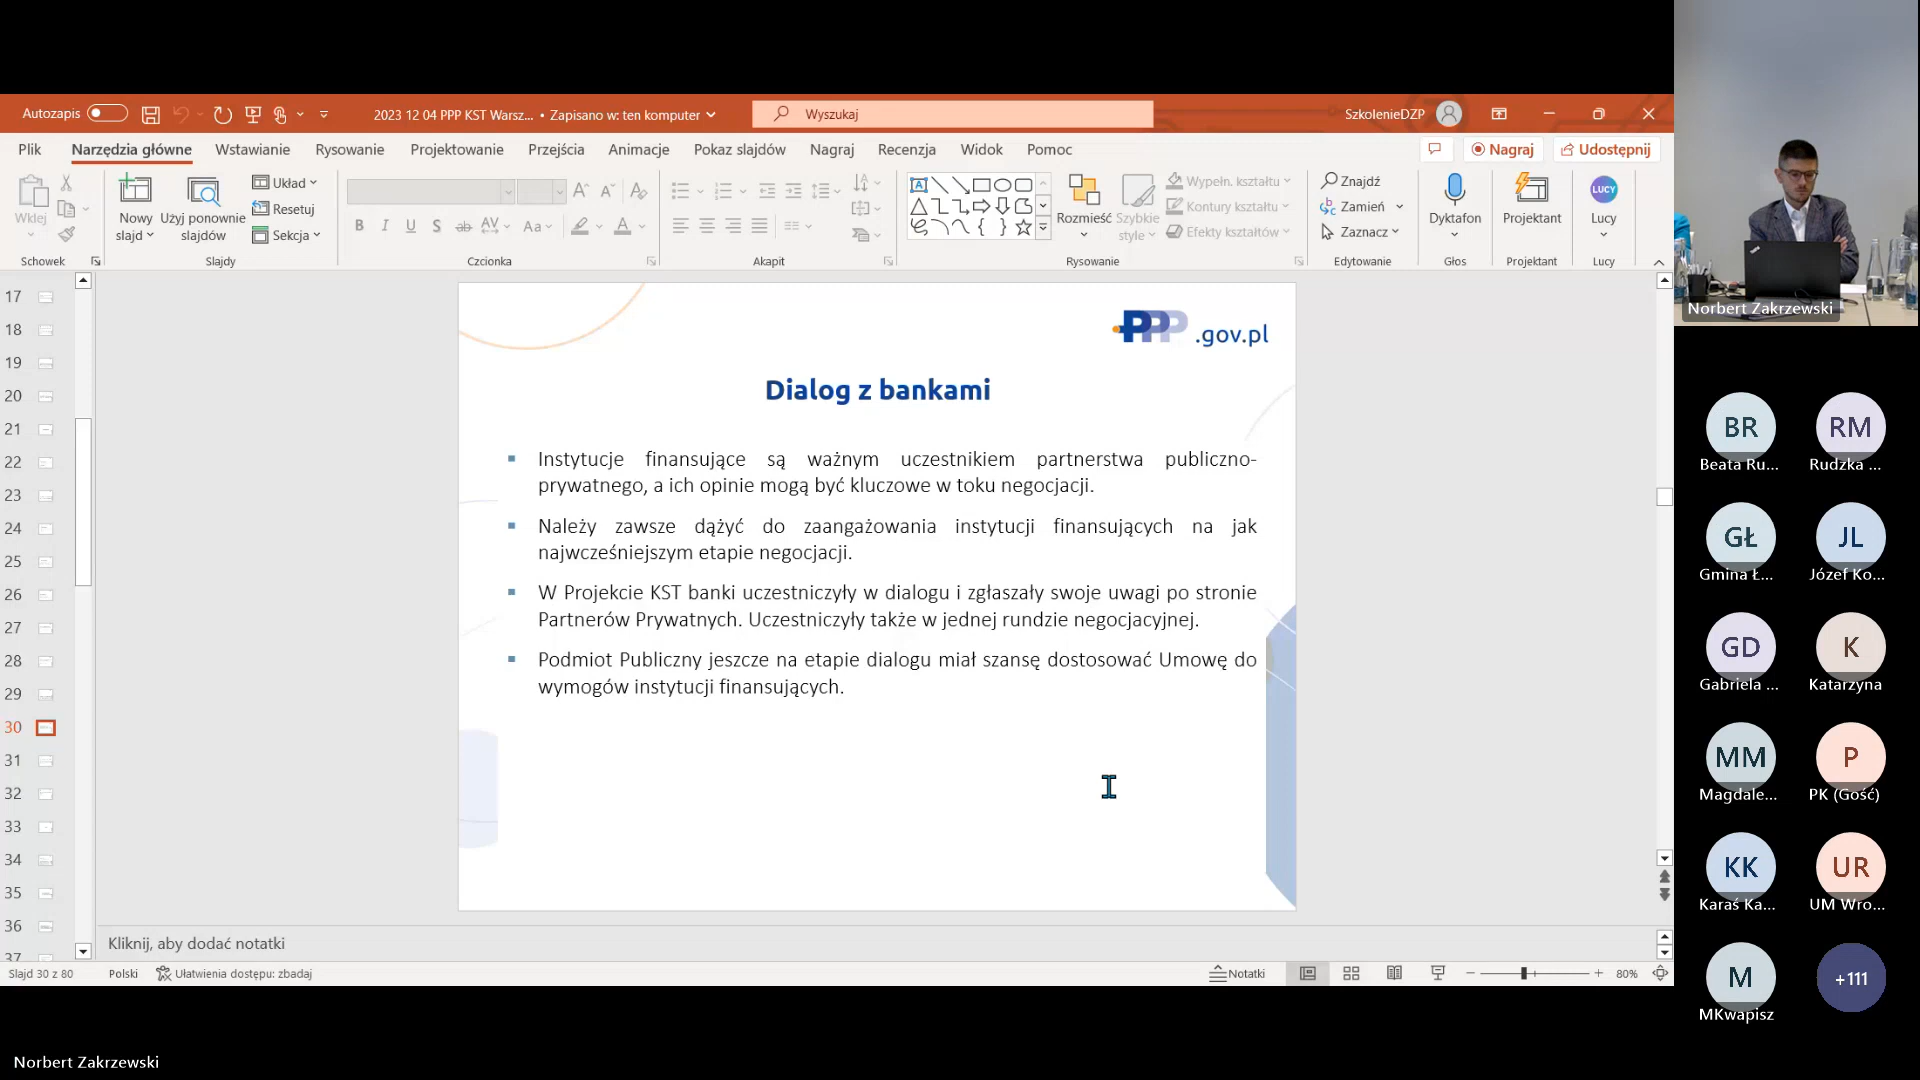 Autozapis
2023 12 04 PPP KST Warsz... • Zapisano w: ten komputer
Wyszukaj
SzkolenieDZP
Plik
Narzędzia główne
Wstawianie
Rysowanie
Projektowanie
Przejścia
Animacje
Pokaz slajdów
Nagraj
Recenzja
Widok
Pomoc
Nagraj
Udostępnij
Wklej
Nowy slajd
Użyj ponownie slajdów
Układ
Resetuj
Sekcja
Rozmieść
Szybkie style
Wypełn. kształtu
Kontury kształtu
Efekty kształtów
Znajdź
Zamień
Zaznacz
Dyktafon
Projektant
LUCY
Lucy
Schowek
Slajdy
Czcionka
Akapit
Rysowanie
Edytowanie
Głos
Projektant
Lucy
17
18
19
20
21
22
23
24
25
26
27
28
29
30
31
32
33
34
35
36
37
PPP.gov.pl
Dialog z bankami
▪ Instytucje finansujące są ważnym uczestnikiem partnerstwa publiczno-
prywatnego, a ich opinie mogą być kluczowe w toku negocjacji.
▪ Należy zawsze dążyć do zaangażowania instytucji finansujących na jak
najwcześniejszym etapie negocjacji.
▪ W Projekcie KST banki uczestniczyły w dialogu i zgłaszały swoje uwagi po stronie
Partnerów Prywatnych. Uczestniczyły także w jednej rundzie negocjacyjnej.
▪ Podmiot Publiczny jeszcze na etapie dialogu miał szansę dostosować Umowę do
wymogów instytucji finansujących.
Kliknij, aby dodać notatki
Slajd 30 z 80
Polski
Ułatwienia dostępu: zbadaj
Notatki
80%
Norbert Zakrzewski
BR
Beata Ru...
RM
Rudzka ...
GŁ
Gmina Ł...
JL
Józef Ko...
GD
Gabriela ...
K
Katarzyna
MM
Magdale...
P
PK (Gość)
KK
Karaś Ka...
UR
UM Wro...
M
MKwapisz
+111
Norbert Zakrzewski